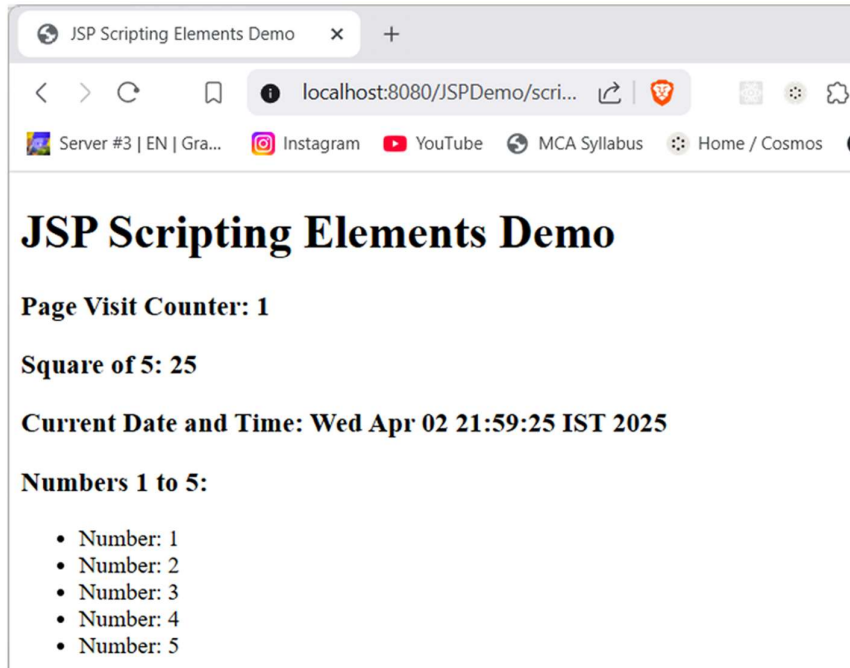 JSP Scripting Elements Demo
localhost:8080/JSPDemo/scri...
Server #3 | EN | Gra... Instagram YouTube MCA Syllabus Home / Cosmos
JSP Scripting Elements Demo
Page Visit Counter: 1
Square of 5: 25
Current Date and Time: Wed Apr 02 21:59:25 IST 2025
Numbers 1 to 5:
• Number: 1
• Number: 2
• Number: 3
• Number: 4
• Number: 5